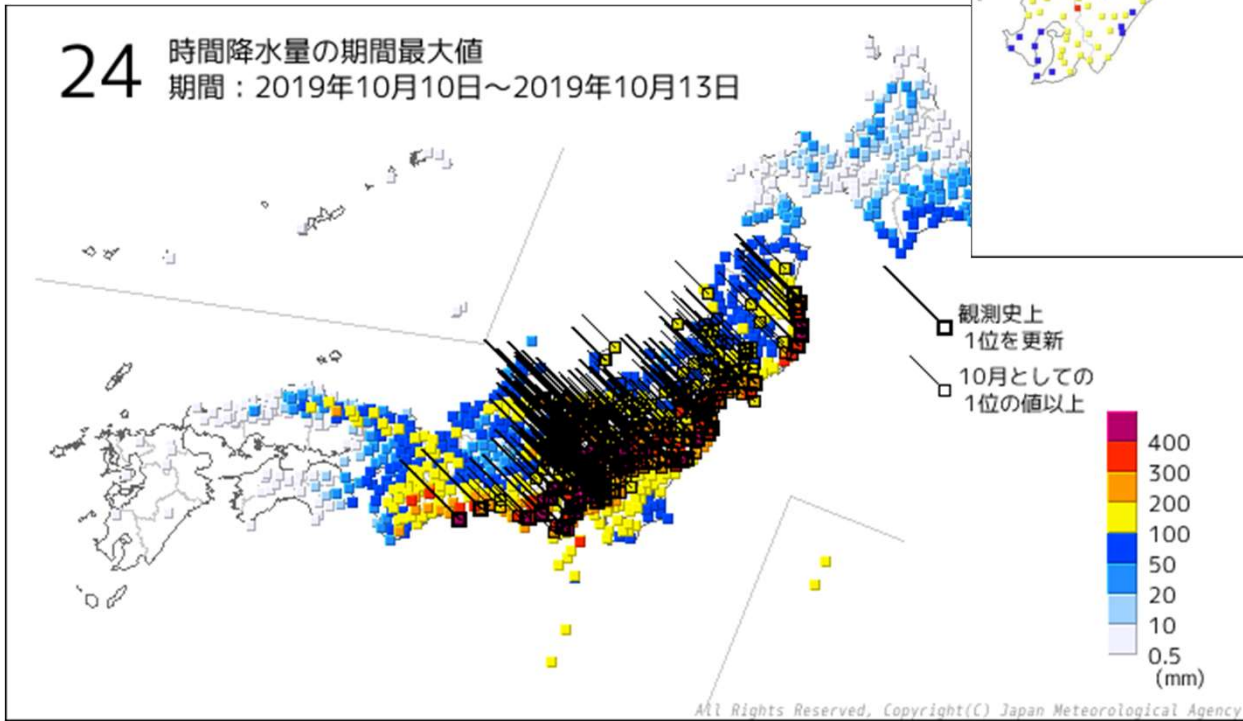 24
時間降水量の期間最大値
期間：2019年10月10日～2019年10月13日
観測史上
1位を更新
10月としての
1位の値以上
400
300
200
100
50
20
10
0.5
(mm)
All Rights Reserved, Copyright(C) Japan Meteorological Agency